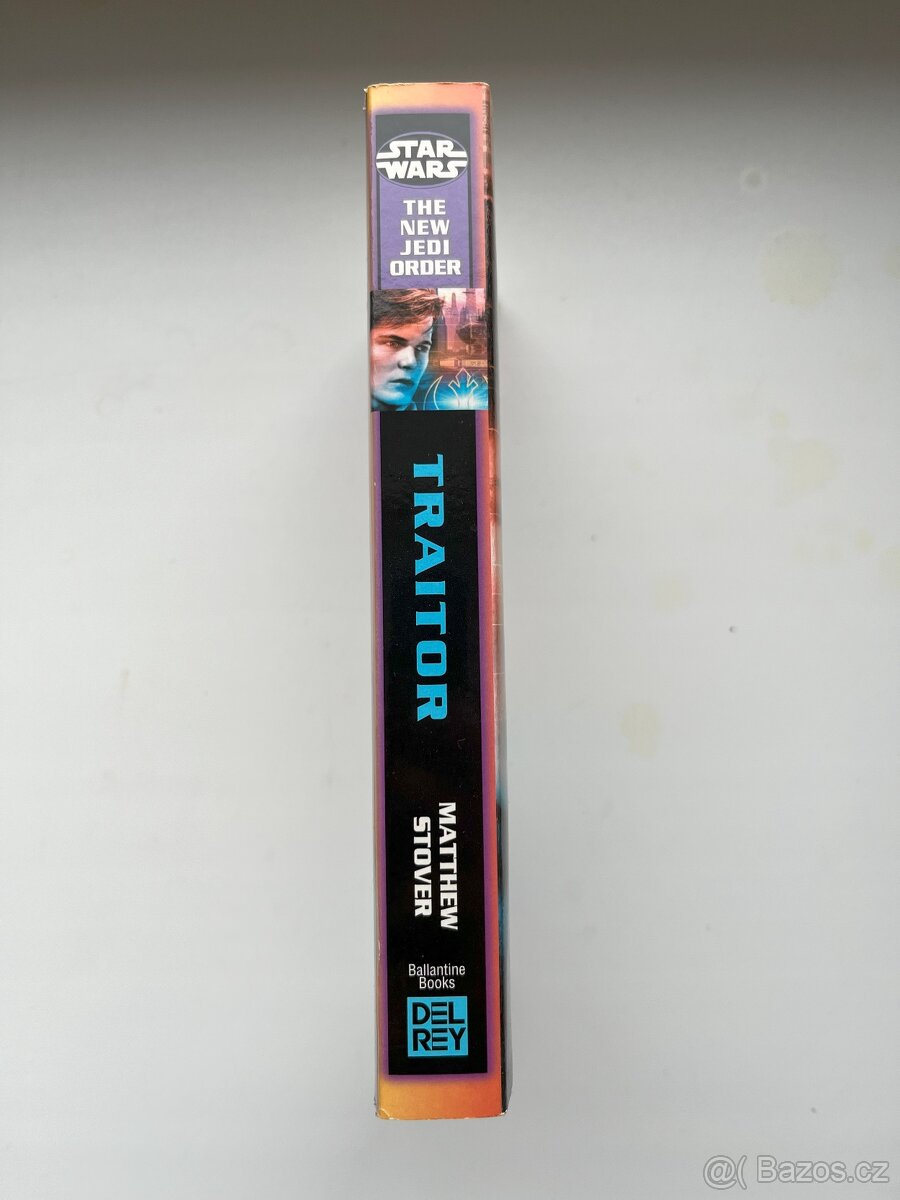 STAR
WARS
THE
NEW
JEDI
ORDER
TRAITOR
MATTHEW
STOVER
Ballantine
Books
DEL
REY
@( Bazos.cz